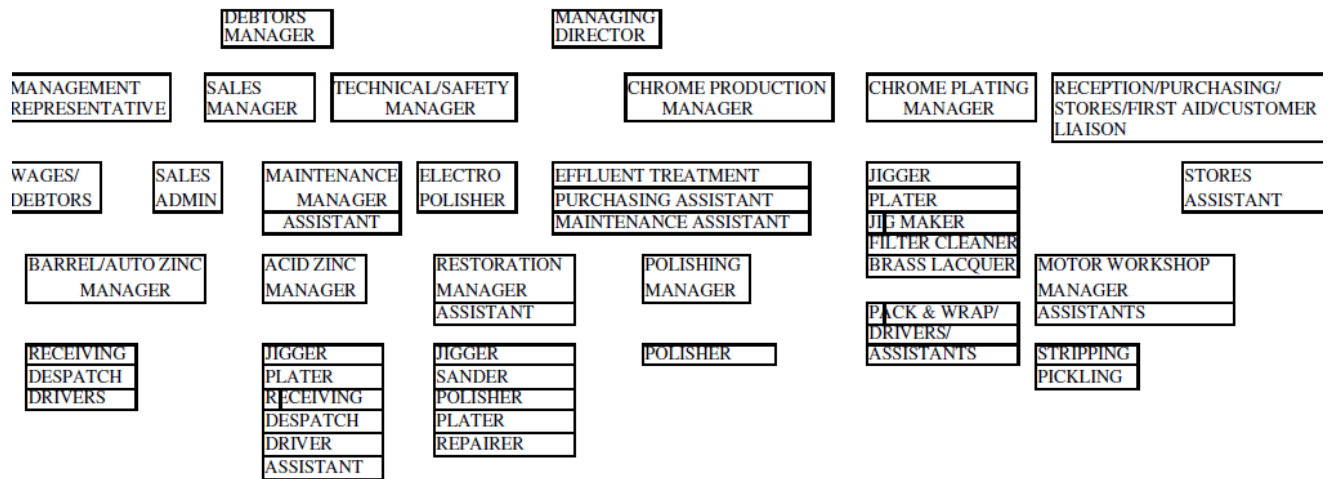 DEBTORS
MANAGER
MANAGING
DIRECTOR
MANAGEMENT
REPRESENTATIVE
SALES
MANAGER
TECHNICAL/SAFETY
MANAGER
CHROME PRODUCTION
MANAGER
CHROME PLATING
MANAGER
RECEPTION/PURCHASING/
STORES/FIRST AID/CUSTOMER
LIAISON
WAGES/
DEBTORS
SALES
ADMIN
MAINTENANCE
MANAGER
ASSISTANT
ELECTRO
POLISHER
EFFLUENT TREATMENT
PURCHASING ASSISTANT
MAINTENANCE ASSISTANT
JIGGER
PLATER
JIG MAKER
FILTER CLEANER
BRASS LACQUER
STORES
ASSISTANT
BARREL/AUTO ZINC
MANAGER
ACID ZINC
MANAGER
RESTORATION
MANAGER
ASSISTANT
POLISHING
MANAGER
PACK & WRAP/
DRIVERS/
ASSISTANTS
MOTOR WORKSHOP
MANAGER
ASSISTANTS
RECEIVING
DESPATCH
DRIVERS
JIGGER
PLATER
RECEIVING
DESPATCH
DRIVER
ASSISTANT
JIGGER
SANDER
POLISHER
PLATER
REPAIRER
POLISHER
STRIPPING
PICKLING